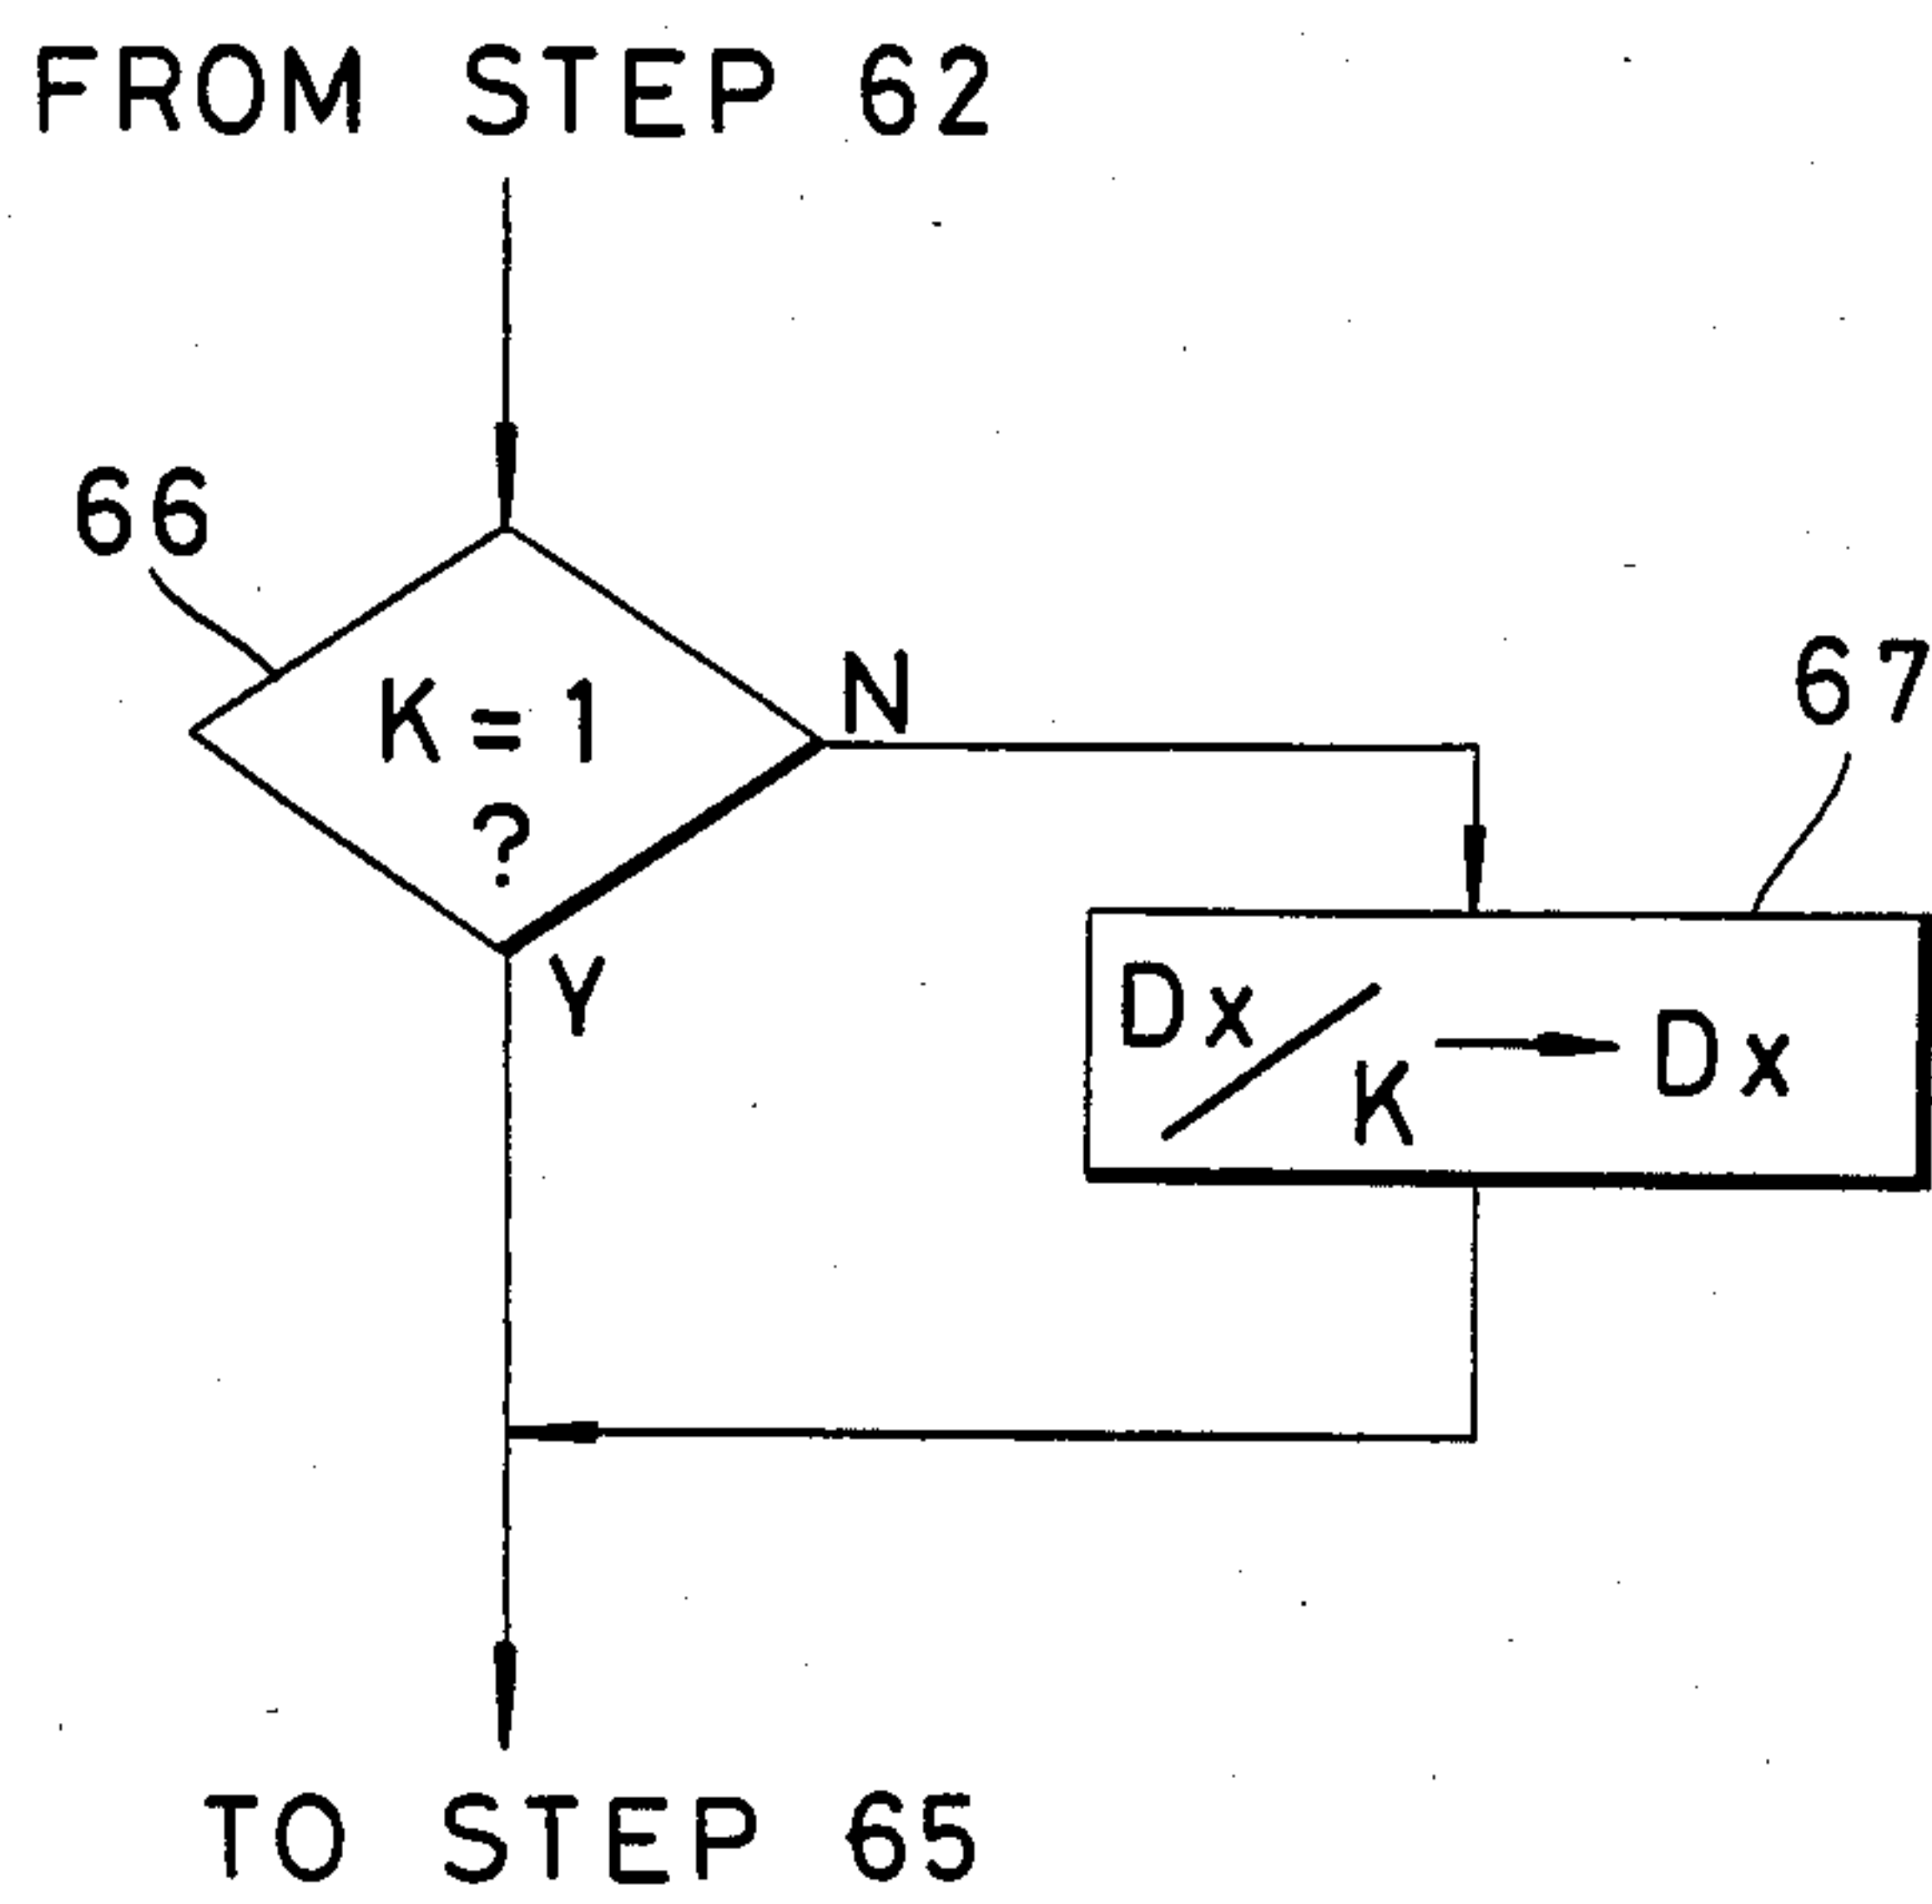 FROM STEP 62
66
K=1
?
N
67
Y
Dx/K → Dx
TO STEP 65